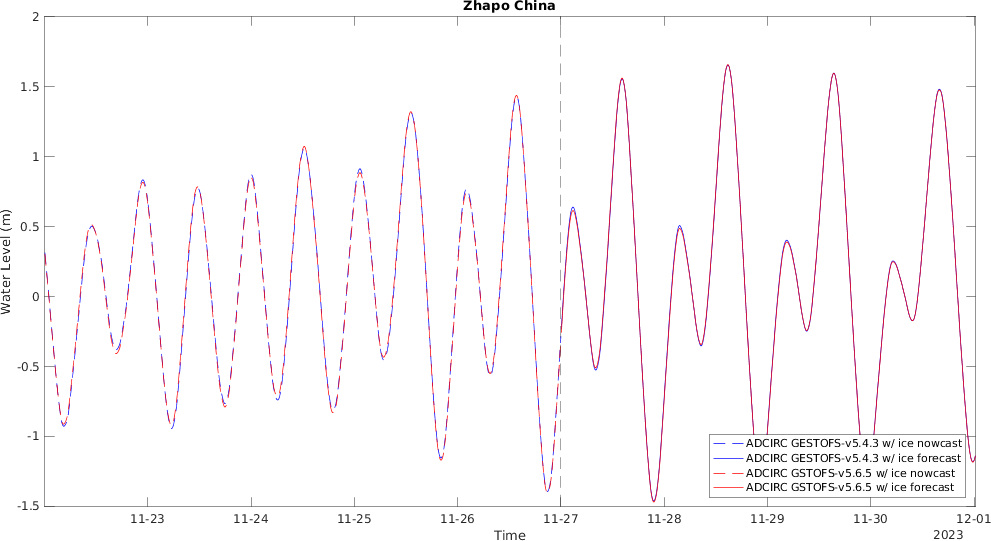 Zhapo China
2
1.5
1
0.5
0
-0.5
-1
-1.5
Water Level (m)
11-23 11-24 11-25 11-26 11-27 11-28 11-29 11-30 12-01
Time
2023
ADCIRC GESTOFS-v5.4.3 w/ ice nowcast
ADCIRC GESTOFS-v5.4.3 w/ ice forecast
ADCIRC GSTOFS-v5.6.5 w/ ice nowcast
ADCIRC GSTOFS-v5.6.5 w/ ice forecast